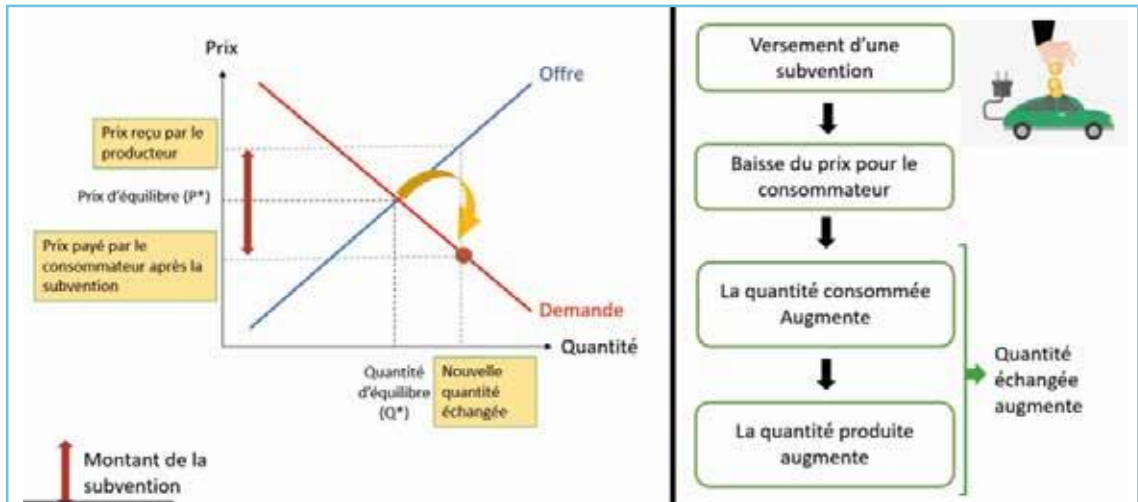 Prix
Offre
Prix reçu par le
producteur
Prix d'équilibre (P*)
Prix payé par le
consommateur après la
subvention
Demande
Quantité
Quantité
d'équilibre
(Q*)
Nouvelle
quantité
échangée
Montant de la
subvention
Versement d'une
subvention
Baisse du prix pour le
consommateur
La quantité consommée
Augmente
La quantité produite
augmente
Quantité
échangée
augmente